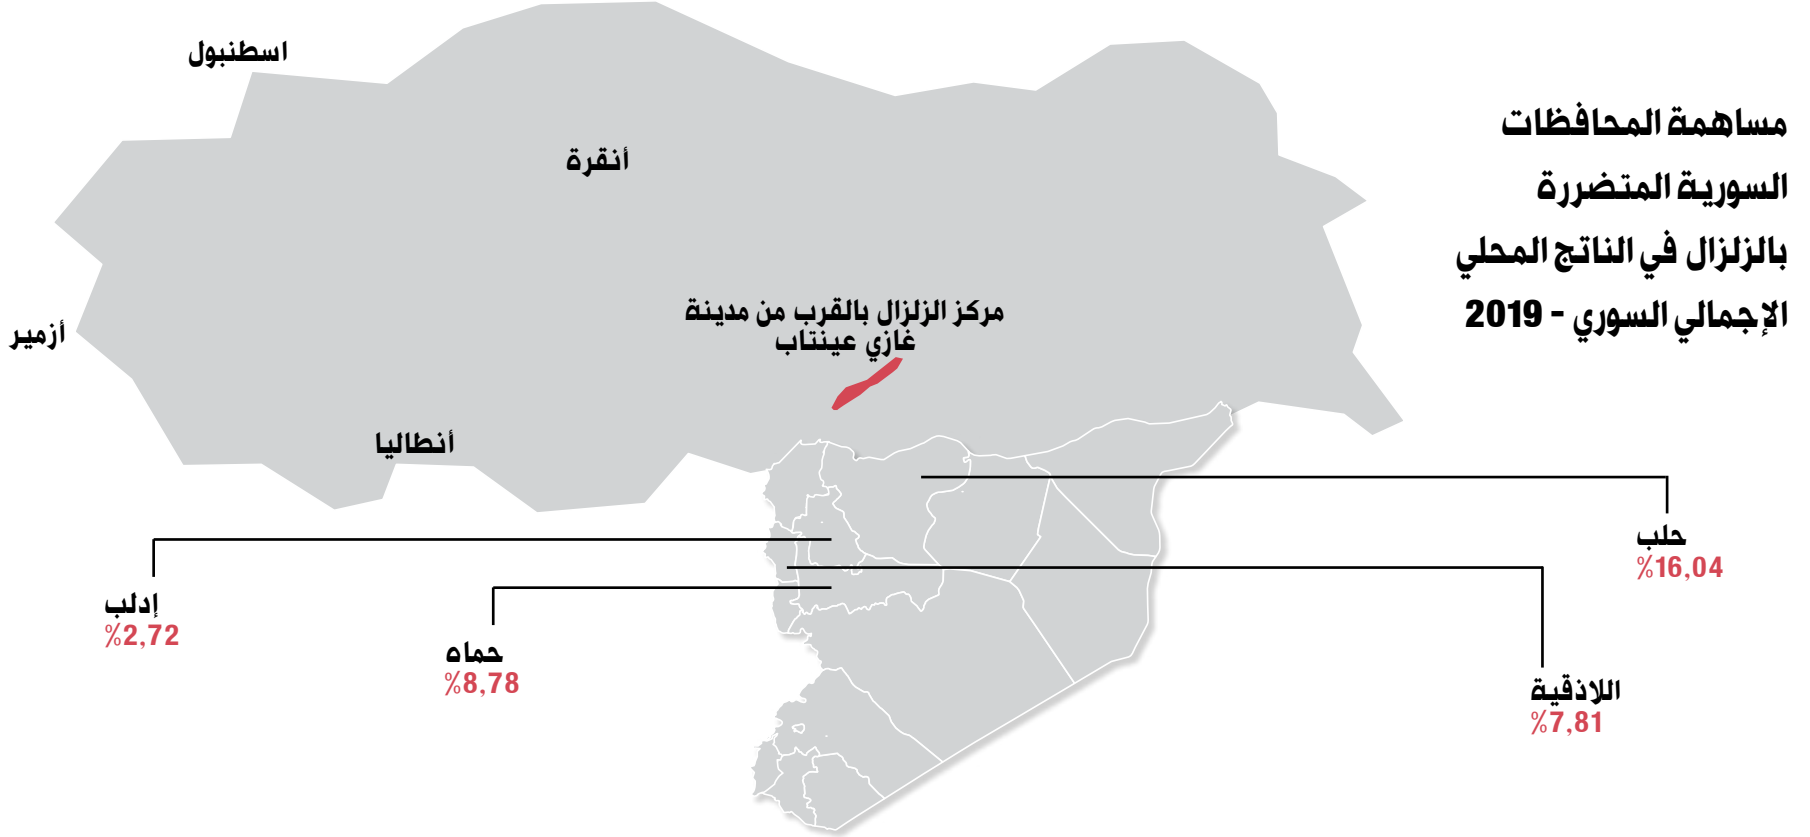 مساهمة المحافظات
السورية المتضررة
بالزلزال في الناتج المحلي
الإجمالي السوري - 2019
اسطنبول
أنقرة
أزمير
أنطاليا
مركز الزلزال بالقرب من مدينة
غازي عينتاب
حلب
%16,04
اللاذقية
%7,81
حماه
%8,78
إدلب
%2,72